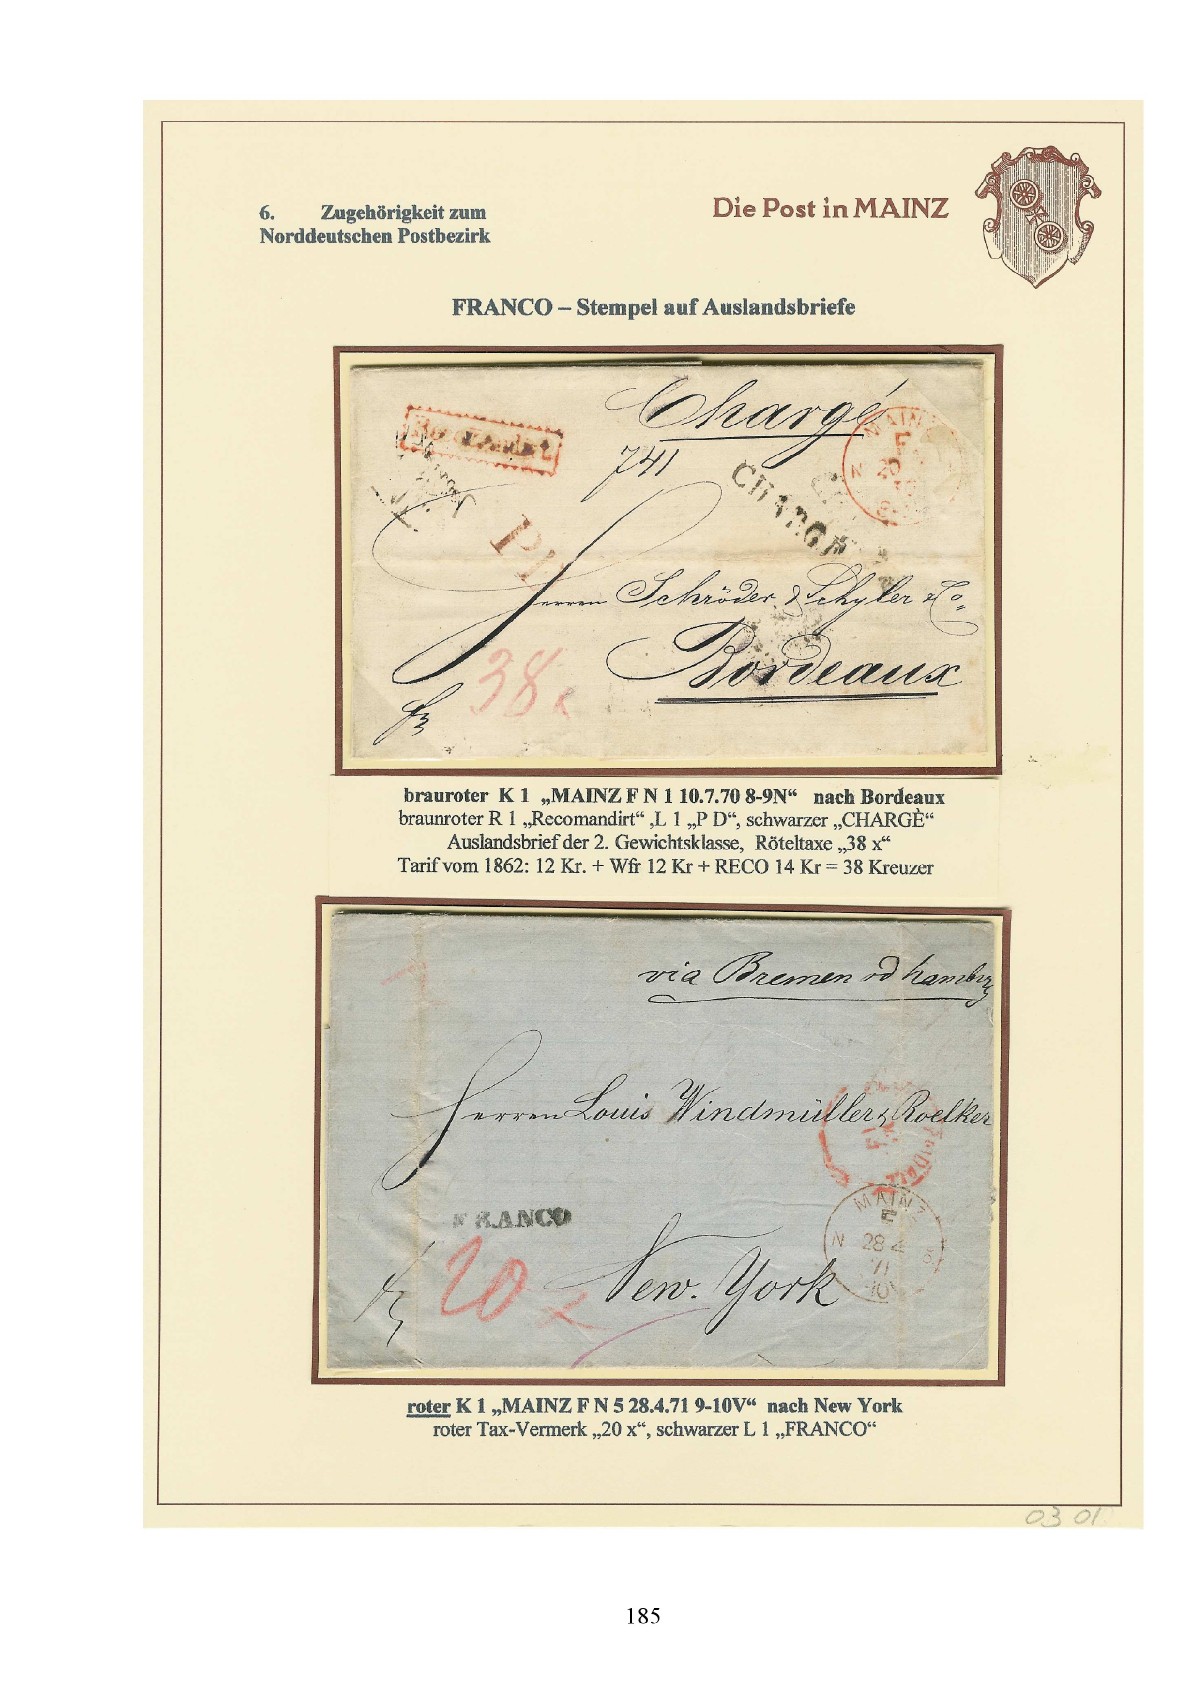 6. Zugehörigkeit zum
Norddeutschen Postbezirk
Die Post in MAINZ
FRANCO – Stempel auf Auslandsbriefe
Chargé
741
CHARGÉ
MAINZ
F
N
Herren Schröder & Schyler & Co
Bordeaux
38 x
brauroter K 1 „MAINZ F N 1 10.7.70 8-9N“ nach Bordeaux
braunroter R 1 „Recomandirt“ ,L 1 „P D“, schwarzer „CHARGÈ“
Auslandsbrief der 2. Gewichtsklasse, Röteltaxe „38 x“
Tarif vom 1862: 12 Kr. + Wfr 12 Kr + RECO 14 Kr = 38 Kreuzer
via Bremen od hamburg
Herren Louis Windmüller & Roelker
FRANCO
MAINZ
F
N 28 4
71
20 x
New. York
roter K 1 „MAINZ F N 5 28.4.71 9-10V“ nach New York
roter Tax-Vermerk „20 x“, schwarzer L 1 „FRANCO“
03 01
185